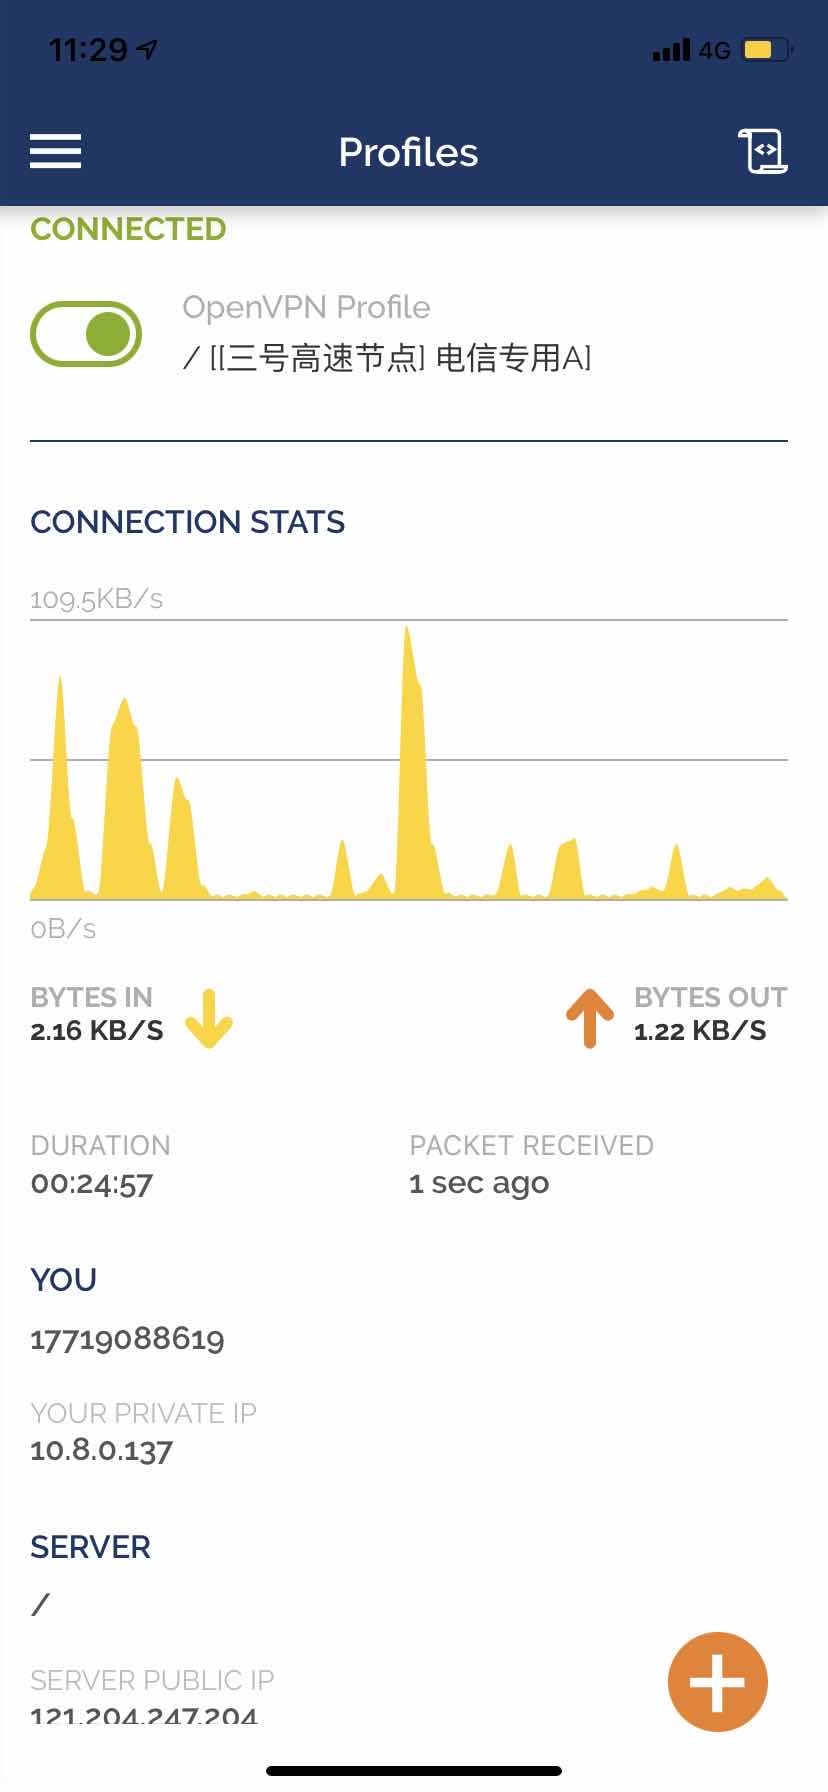 11:29
4G
Profiles
CONNECTED
OpenVPN Profile
/ [[三号高速节点] 电信专用A]
CONNECTION STATS
109.5KB/s
0B/s
BYTES IN
2.16 KB/S
BYTES OUT
1.22 KB/S
DURATION
00:24:57
PACKET RECEIVED
1 sec ago
YOU
17719088619
YOUR PRIVATE IP
10.8.0.137
SERVER
/
SERVER PUBLIC IP
121.204.247.204